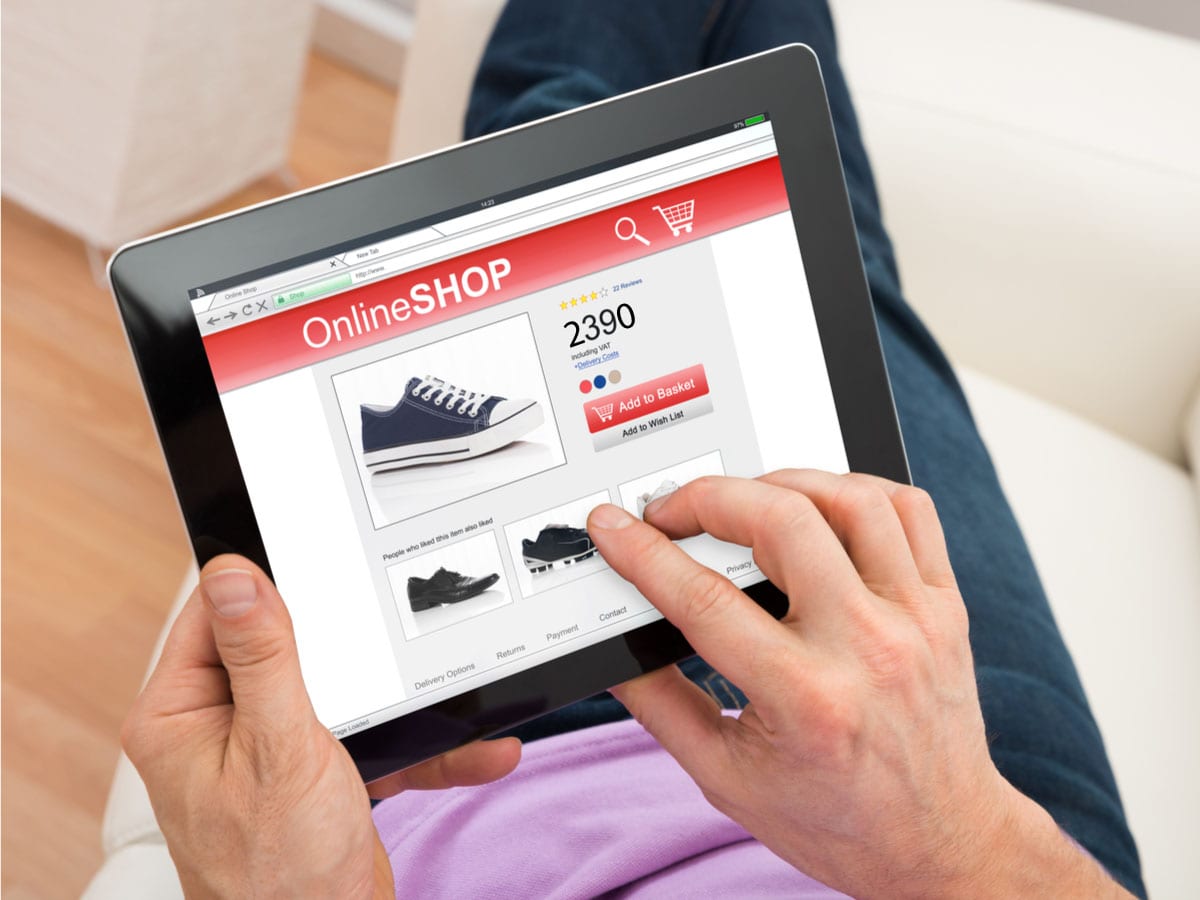 97%
14:23
Online Shop
New Tab
Shop
http://www.
OnlineSHOP
22 Reviews
2390
including VAT
+Delivery Costs
Add to Basket
Add to Wish List
People who liked tthis item also liked
Delivery Options
Returns
Payment
Contact
Privacy
Page Loaded